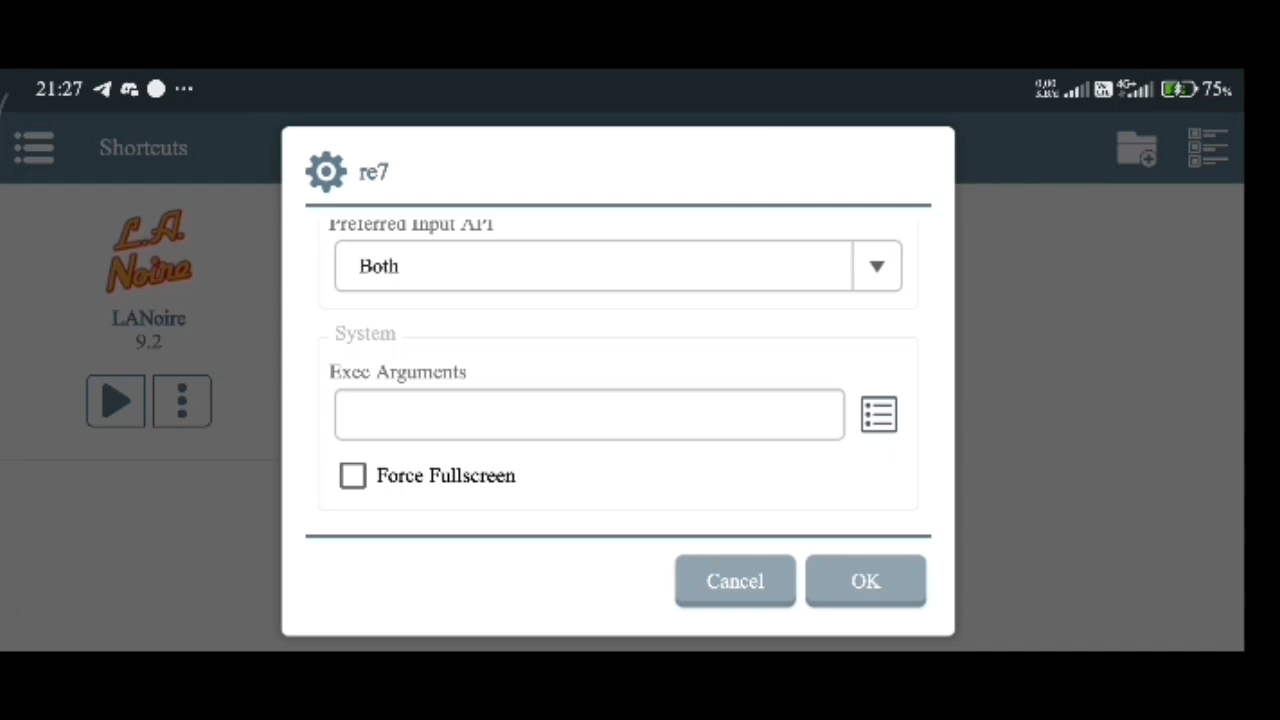 21:27
4G+
75%
Shortcuts
re7
L.A.
Noire
LANoire
9.2
Preferred Input API
Both
System
Exec Arguments
Force Fullscreen
Cancel
OK